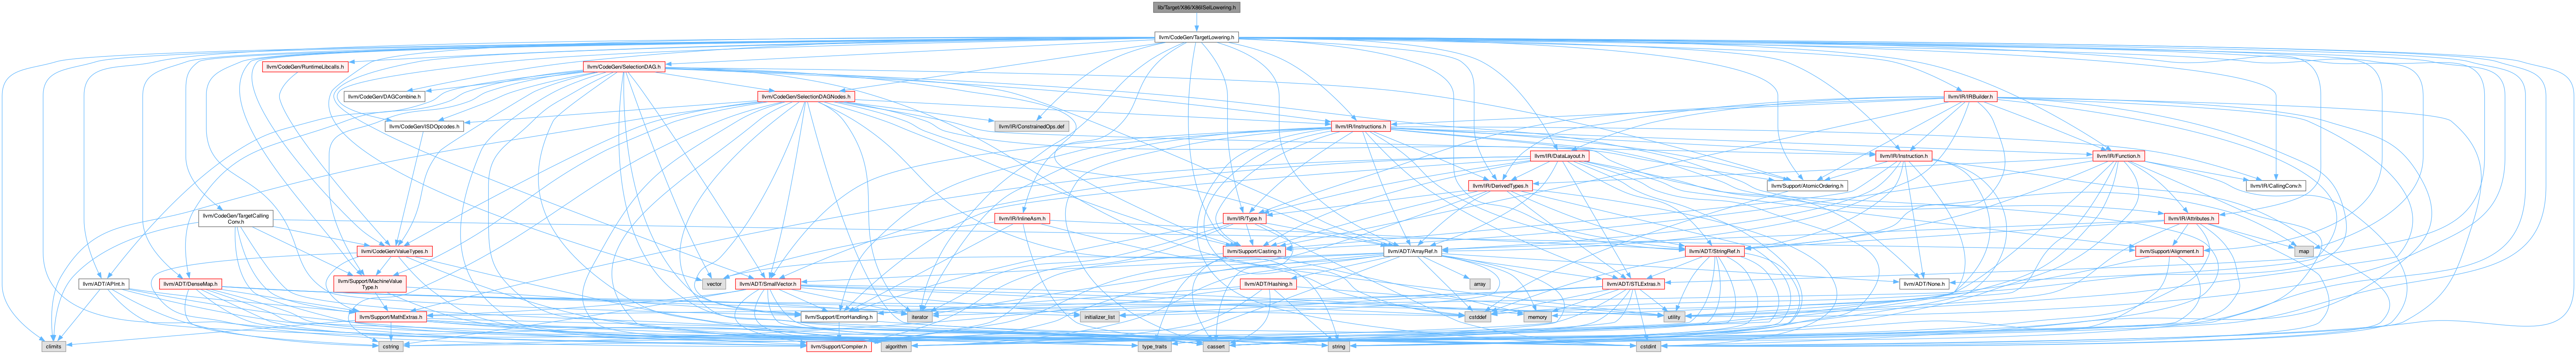 lib/Target/X86/X86ISelLowering.h
llvm/CodeGen/TargetLowering.h
llvm/CodeGen/RuntimeLibcalls.h
llvm/CodeGen/SelectionDAG.h
llvm/CodeGen/DAGCombine.h
llvm/CodeGen/SelectionDAGNodes.h
llvm/IR/IRBuilder.h
llvm/CodeGen/ISDOpcodes.h
llvm/IR/ConstrainedOps.def
llvm/IR/Instructions.h
llvm/IR/DataLayout.h
llvm/IR/Instruction.h
llvm/IR/Function.h
llvm/IR/DerivedTypes.h
llvm/Support/AtomicOrdering.h
llvm/IR/CallingConv.h
llvm/CodeGen/TargetCalling
Conv.h
llvm/IR/InlineAsm.h
llvm/IR/Type.h
llvm/IR/Attributes.h
llvm/CodeGen/ValueTypes.h
llvm/Support/Casting.h
llvm/ADT/ArrayRef.h
llvm/ADT/StringRef.h
llvm/Support/Alignment.h
map
llvm/ADT/APInt.h
llvm/ADT/DenseMap.h
llvm/Support/MachineValue
Type.h
vector
llvm/ADT/SmallVector.h
llvm/ADT/Hashing.h
array
llvm/ADT/STLExtras.h
llvm/ADT/None.h
llvm/Support/MathExtras.h
llvm/Support/ErrorHandling.h
iterator
initializer_list
cstddef
memory
utility
climits
cstring
llvm/Support/Compiler.h
algorithm
type_traits
cassert
string
cstdint